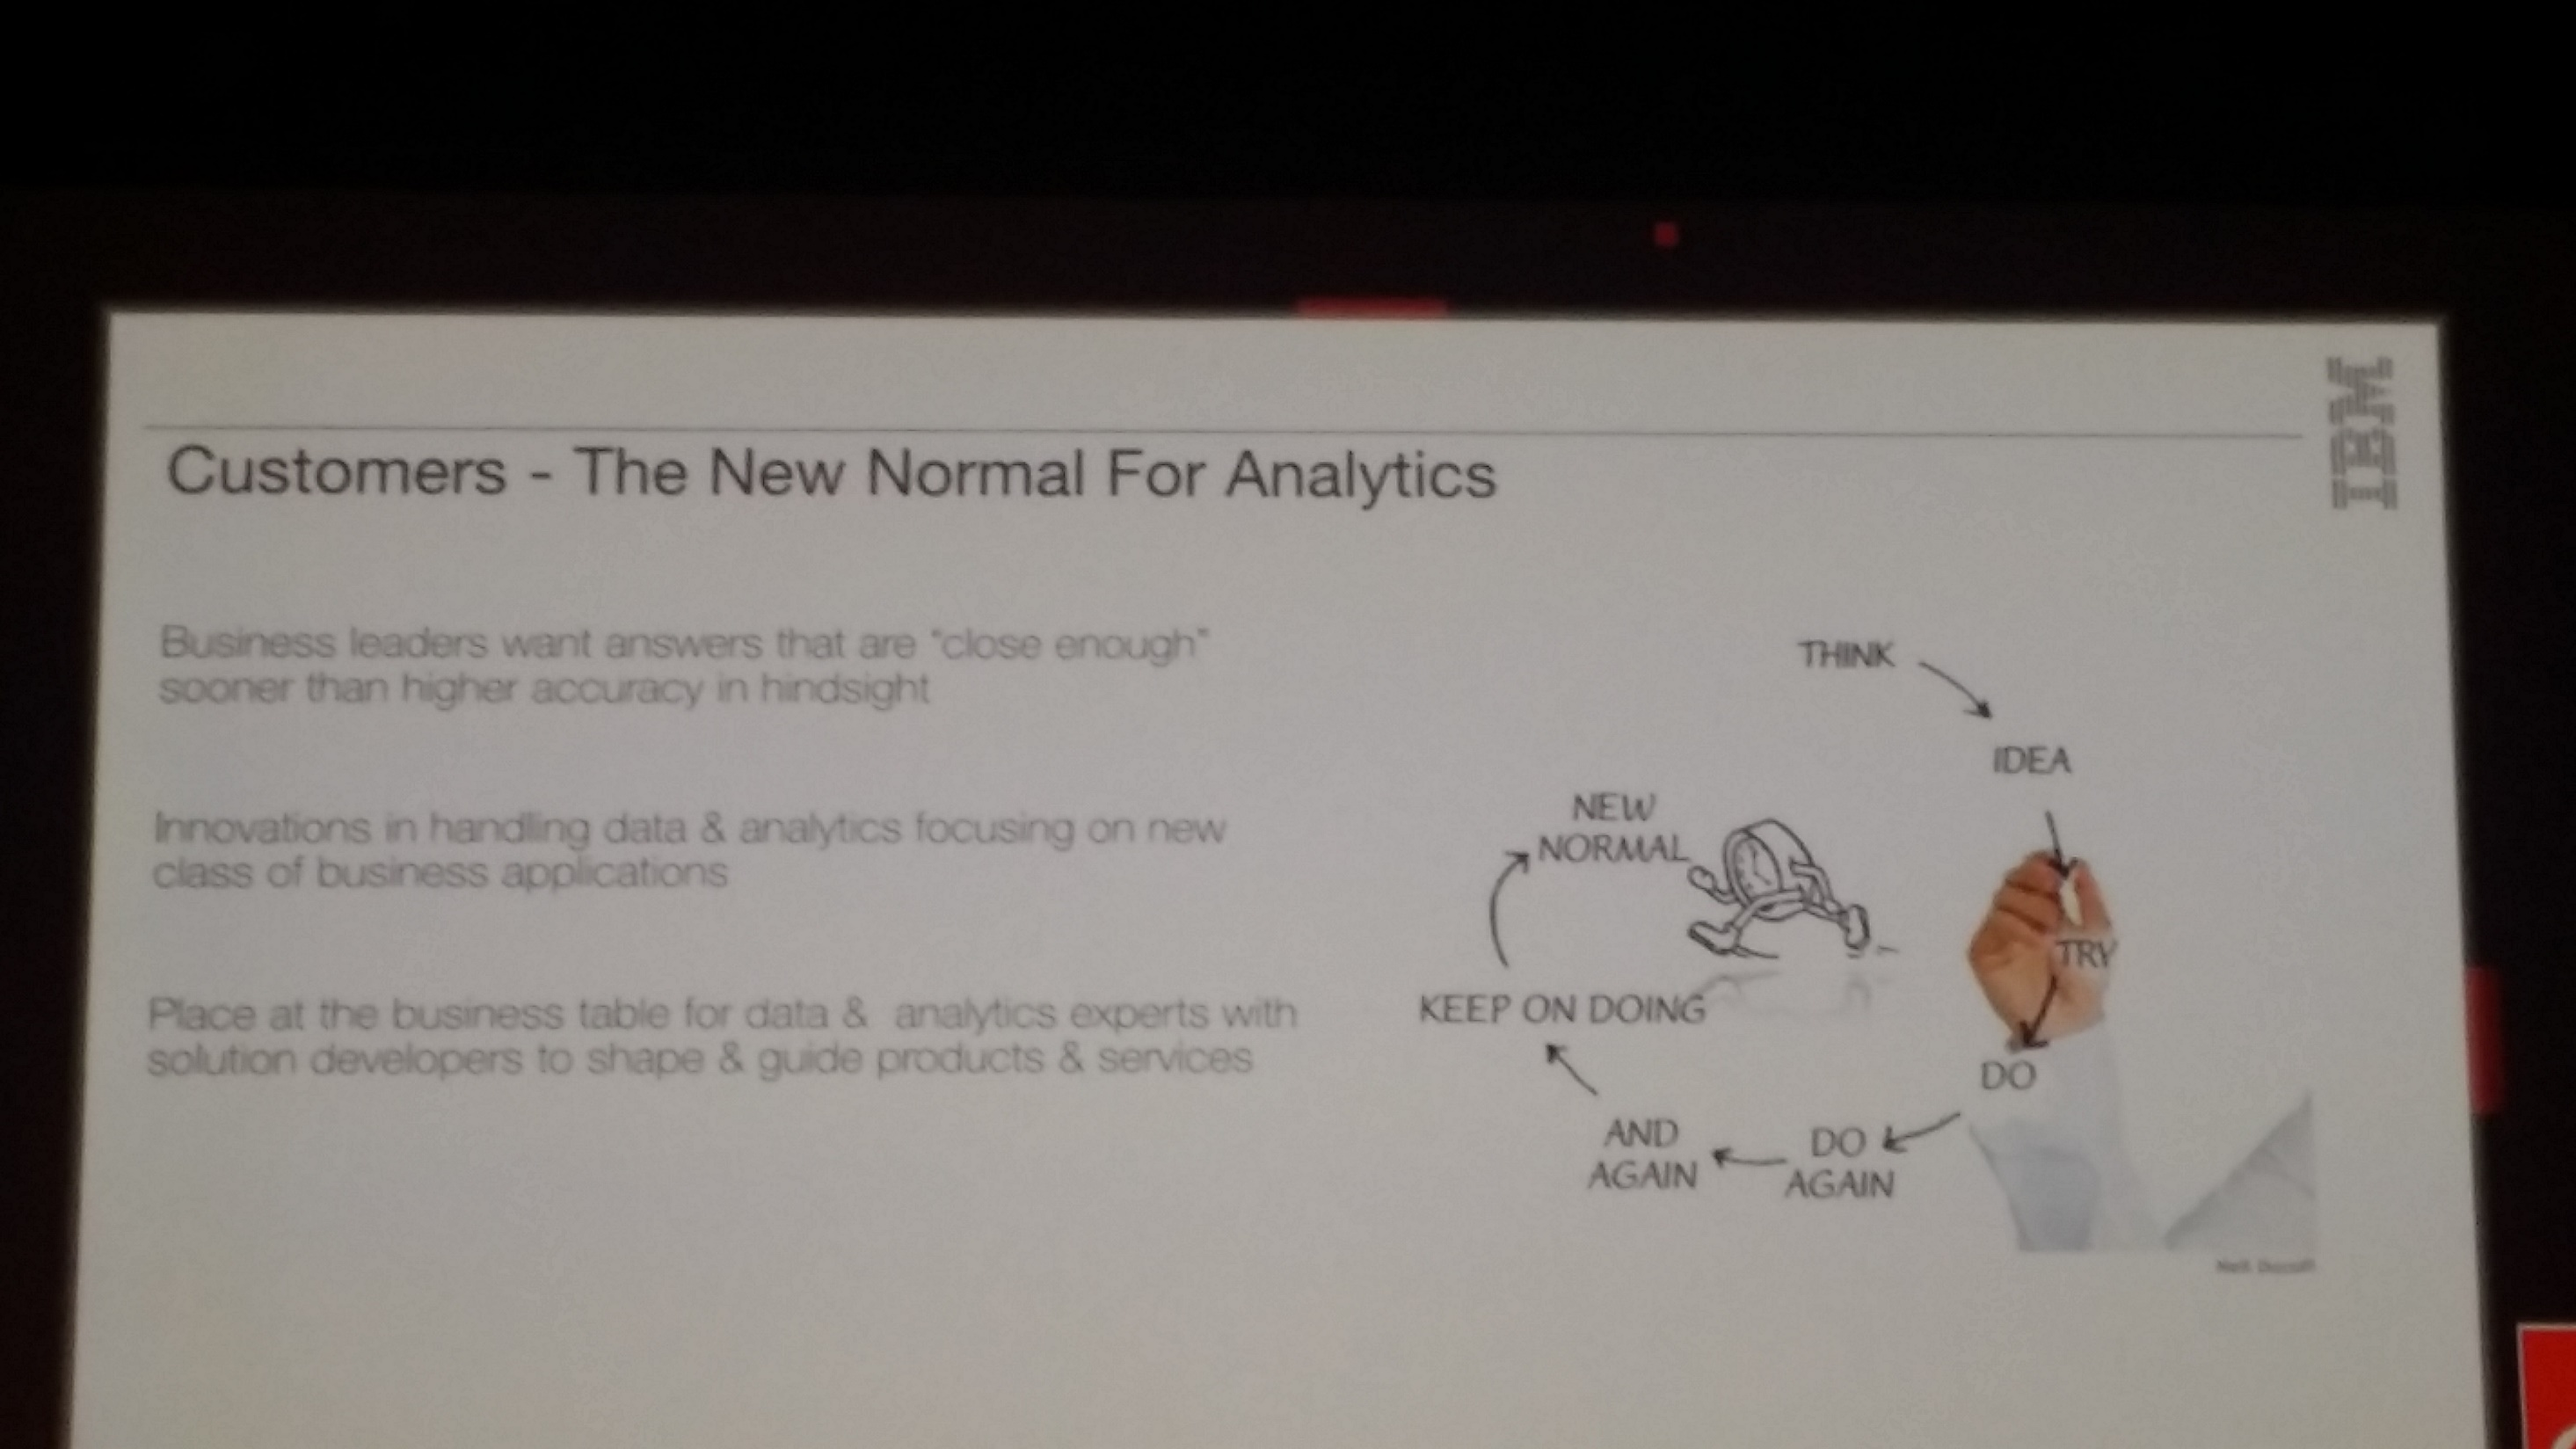 IBM
Customers - The New Normal For Analytics
Business leaders want answers that are "close enough"
sooner than higher accuracy in hindsight
Innovations in handling data & analytics focusing on new
class of business applications
Place at the business table for data & analytics experts with
solution developers to shape & guide products & services
THINK
IDEA
TRY
DO
DO
AGAIN
AND
AGAIN
KEEP ON DOING
NEW
NORMAL